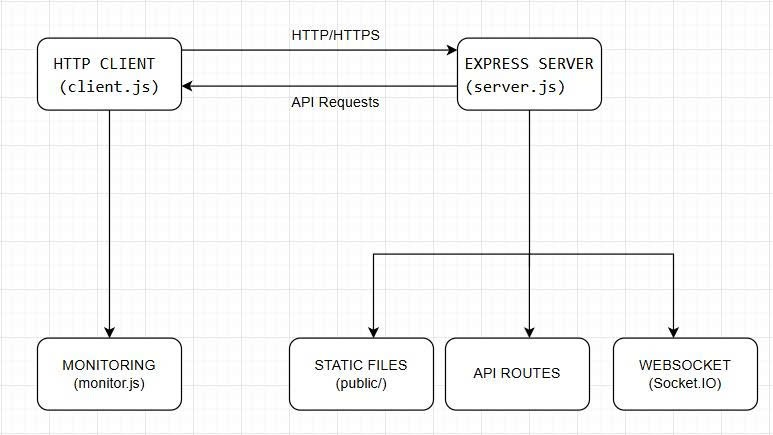 HTTP/HTTPS
HTTP CLIENT
(client.js)
EXPRESS SERVER
(server.js)
API Requests
MONITORING
(monitor.js)
STATIC FILES
(public/)
API ROUTES
WEBSOCKET
(Socket.IO)